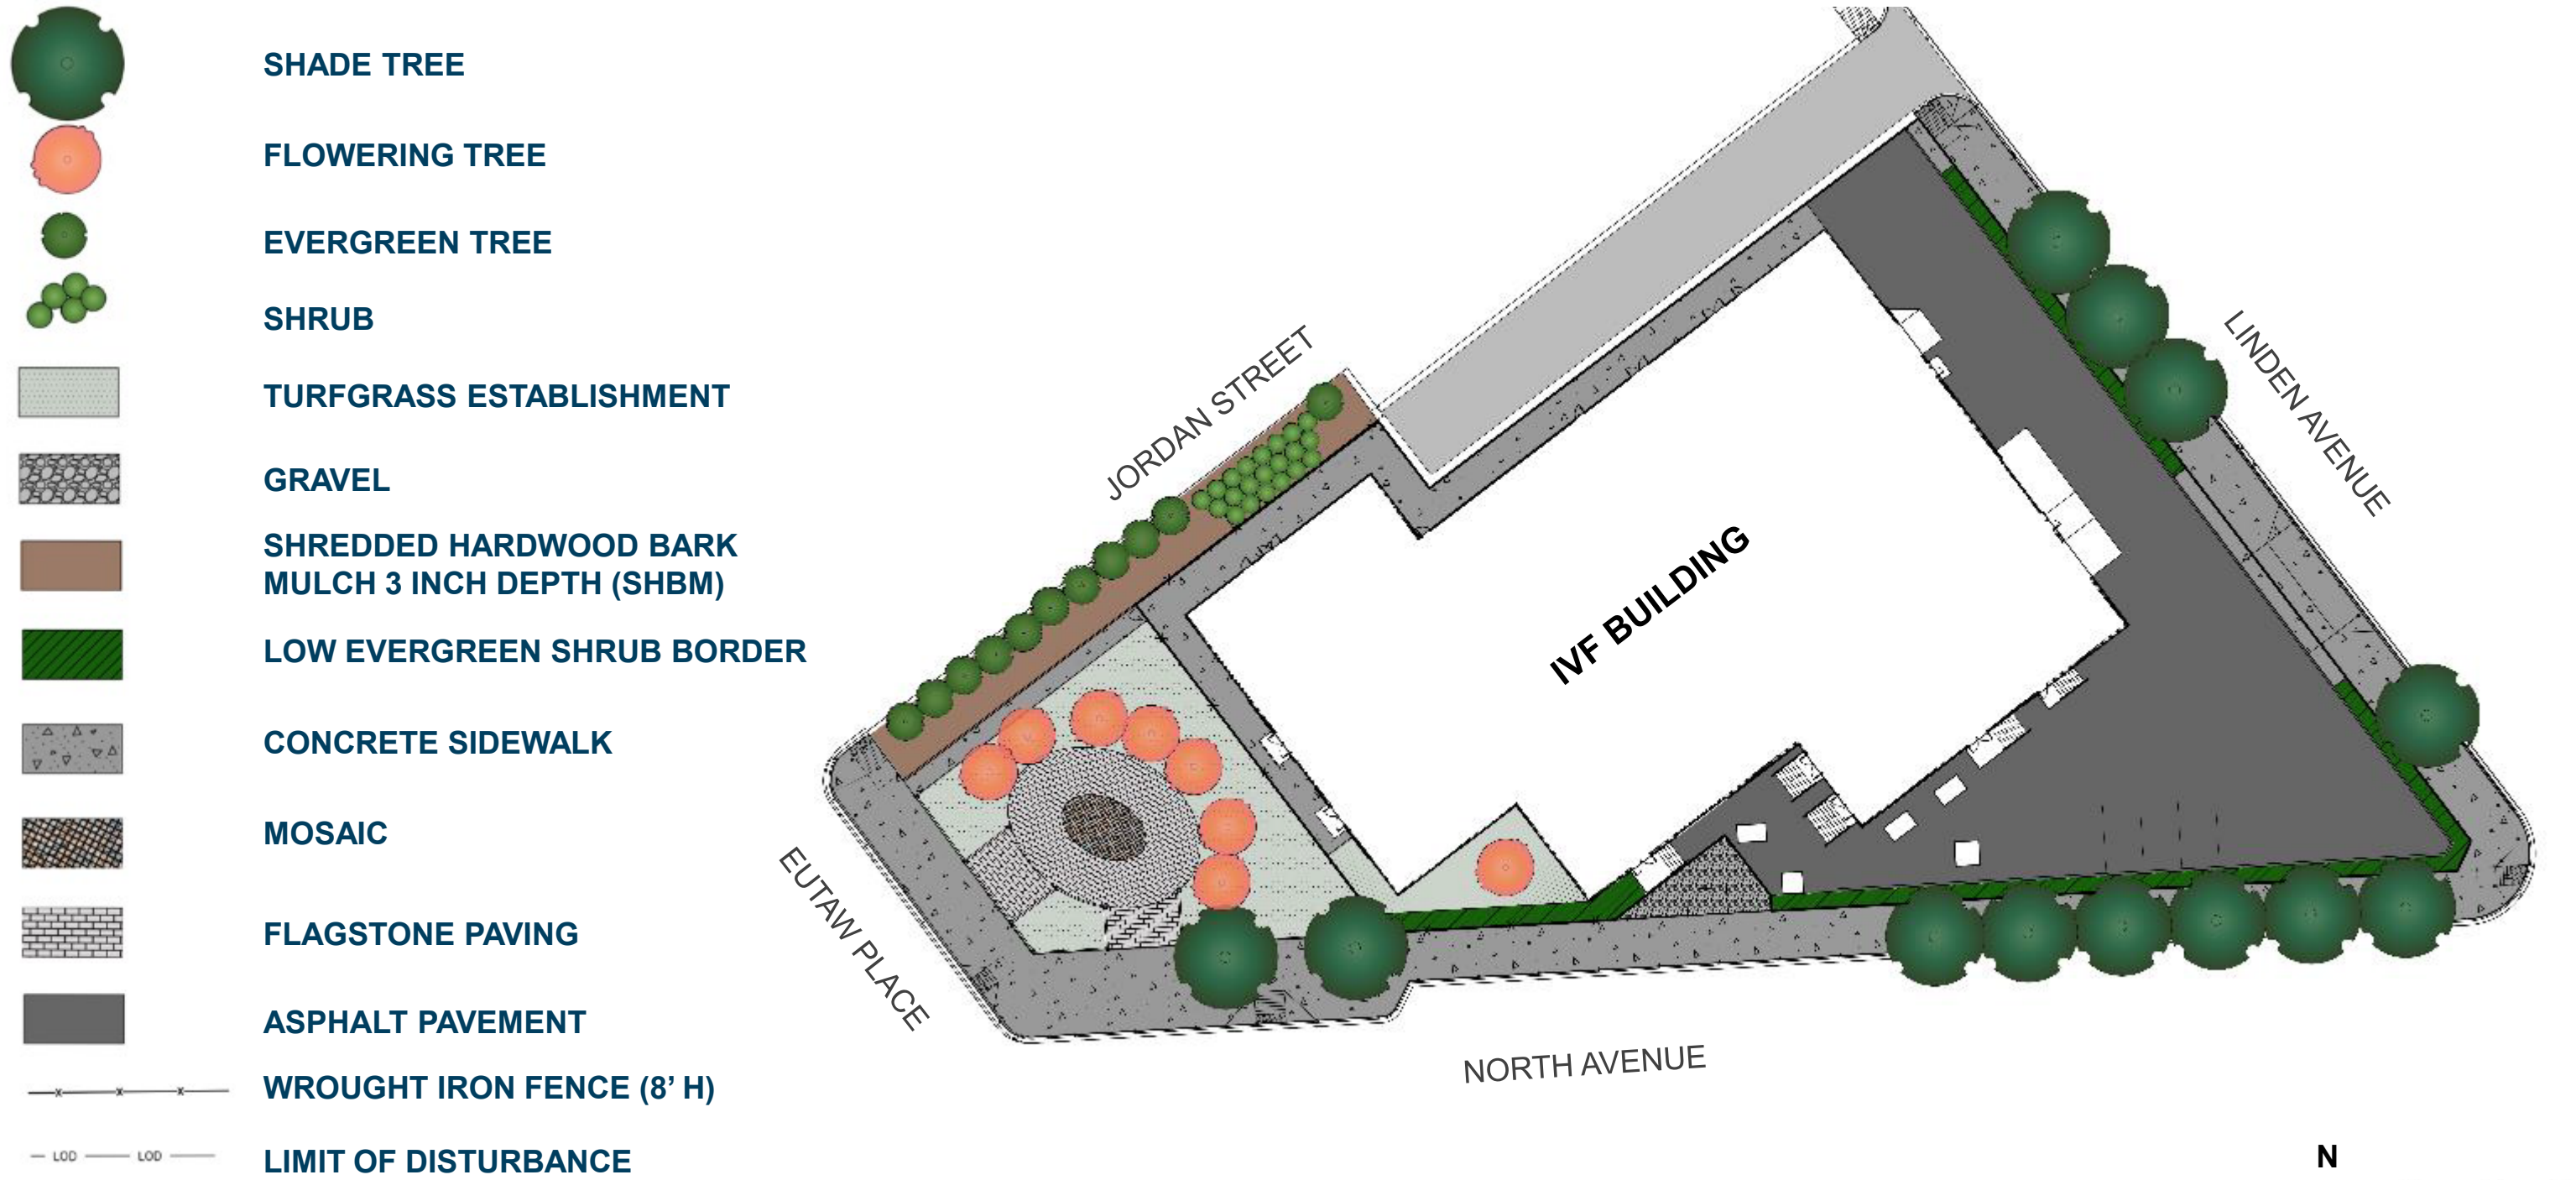 SHADE TREE
FLOWERING TREE
EVERGREEN TREE
SHRUB
TURFGRASS ESTABLISHMENT
GRAVEL
SHREDDED HARDWOOD BARK
MULCH 3 INCH DEPTH (SHBM)
LOW EVERGREEN SHRUB BORDER
CONCRETE SIDEWALK
MOSAIC
FLAGSTONE PAVING
ASPHALT PAVEMENT
WROUGHT IRON FENCE (8’ H)
LOD LOD
LIMIT OF DISTURBANCE
JORDAN STREET
LINDEN AVENUE
IVF BUILDING
EUTAW PLACE
NORTH AVENUE
N